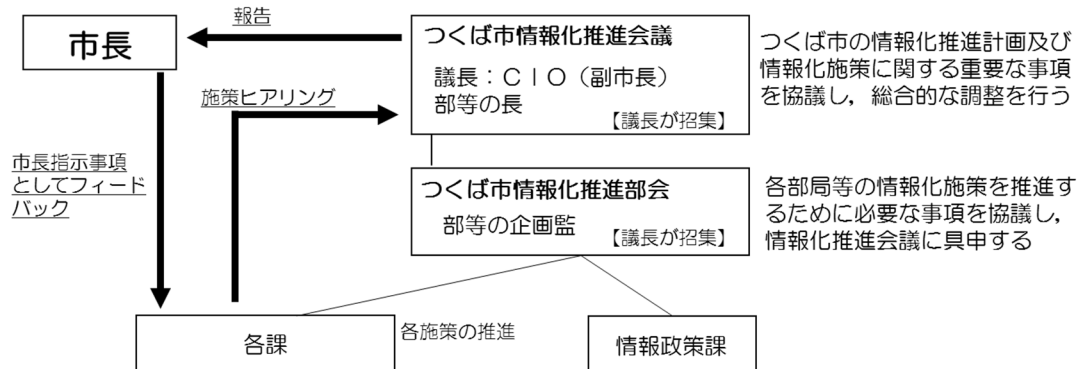 報告
市長
つくば市情報化推進会議
議長：ＣＩＯ（副市長）
部等の長
【議長が招集】
つくば市の情報化推進計画及び
情報化施策に関する重要な事項
を協議し，総合的な調整を行う
施策ヒアリング
市長指示事項
としてフィード
バック
つくば市情報化推進部会
部等の企画監
【議長が招集】
各部局等の情報化施策を推進す
るために必要な事項を協議し，
情報化推進会議に具申する
各課
各施策の推進
情報政策課